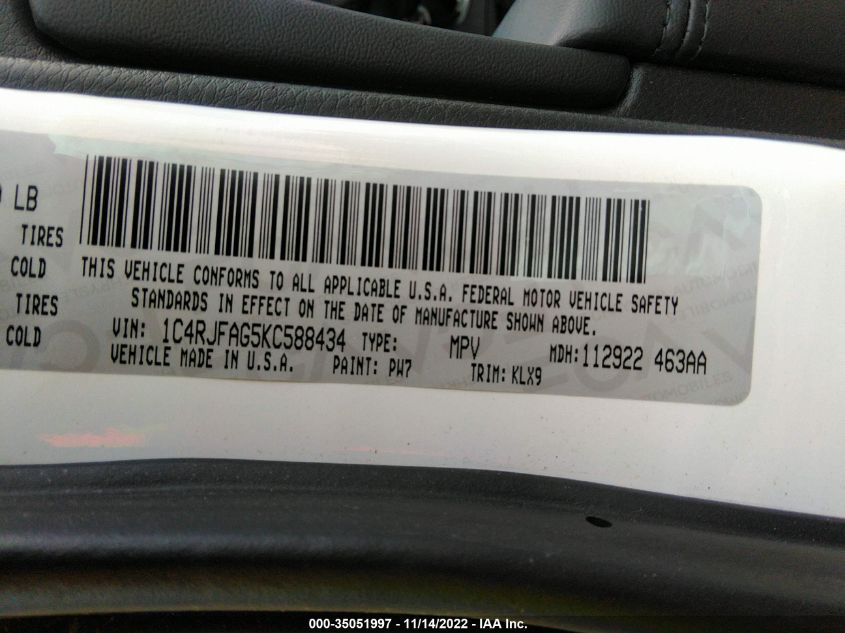 LB
TIRES
COLD
TIRES
COLD
THIS VEHICLE CONFORMS TO ALL APPLICABLE U.S.A. FEDERAL MOTOR VEHICLE SAFETY
STANDARDS IN EFFECT ON THE DATE OF MANUFACTURE SHOWN ABOVE.
VIN: 1C4RJFAG5KC588434 TYPE: MPV MDH:112922 463AA
VEHICLE MADE IN U.S.A. PAINT: PW7 TRIM: KLX9
000-35051997 - 11/14/2022 - IAA Inc.